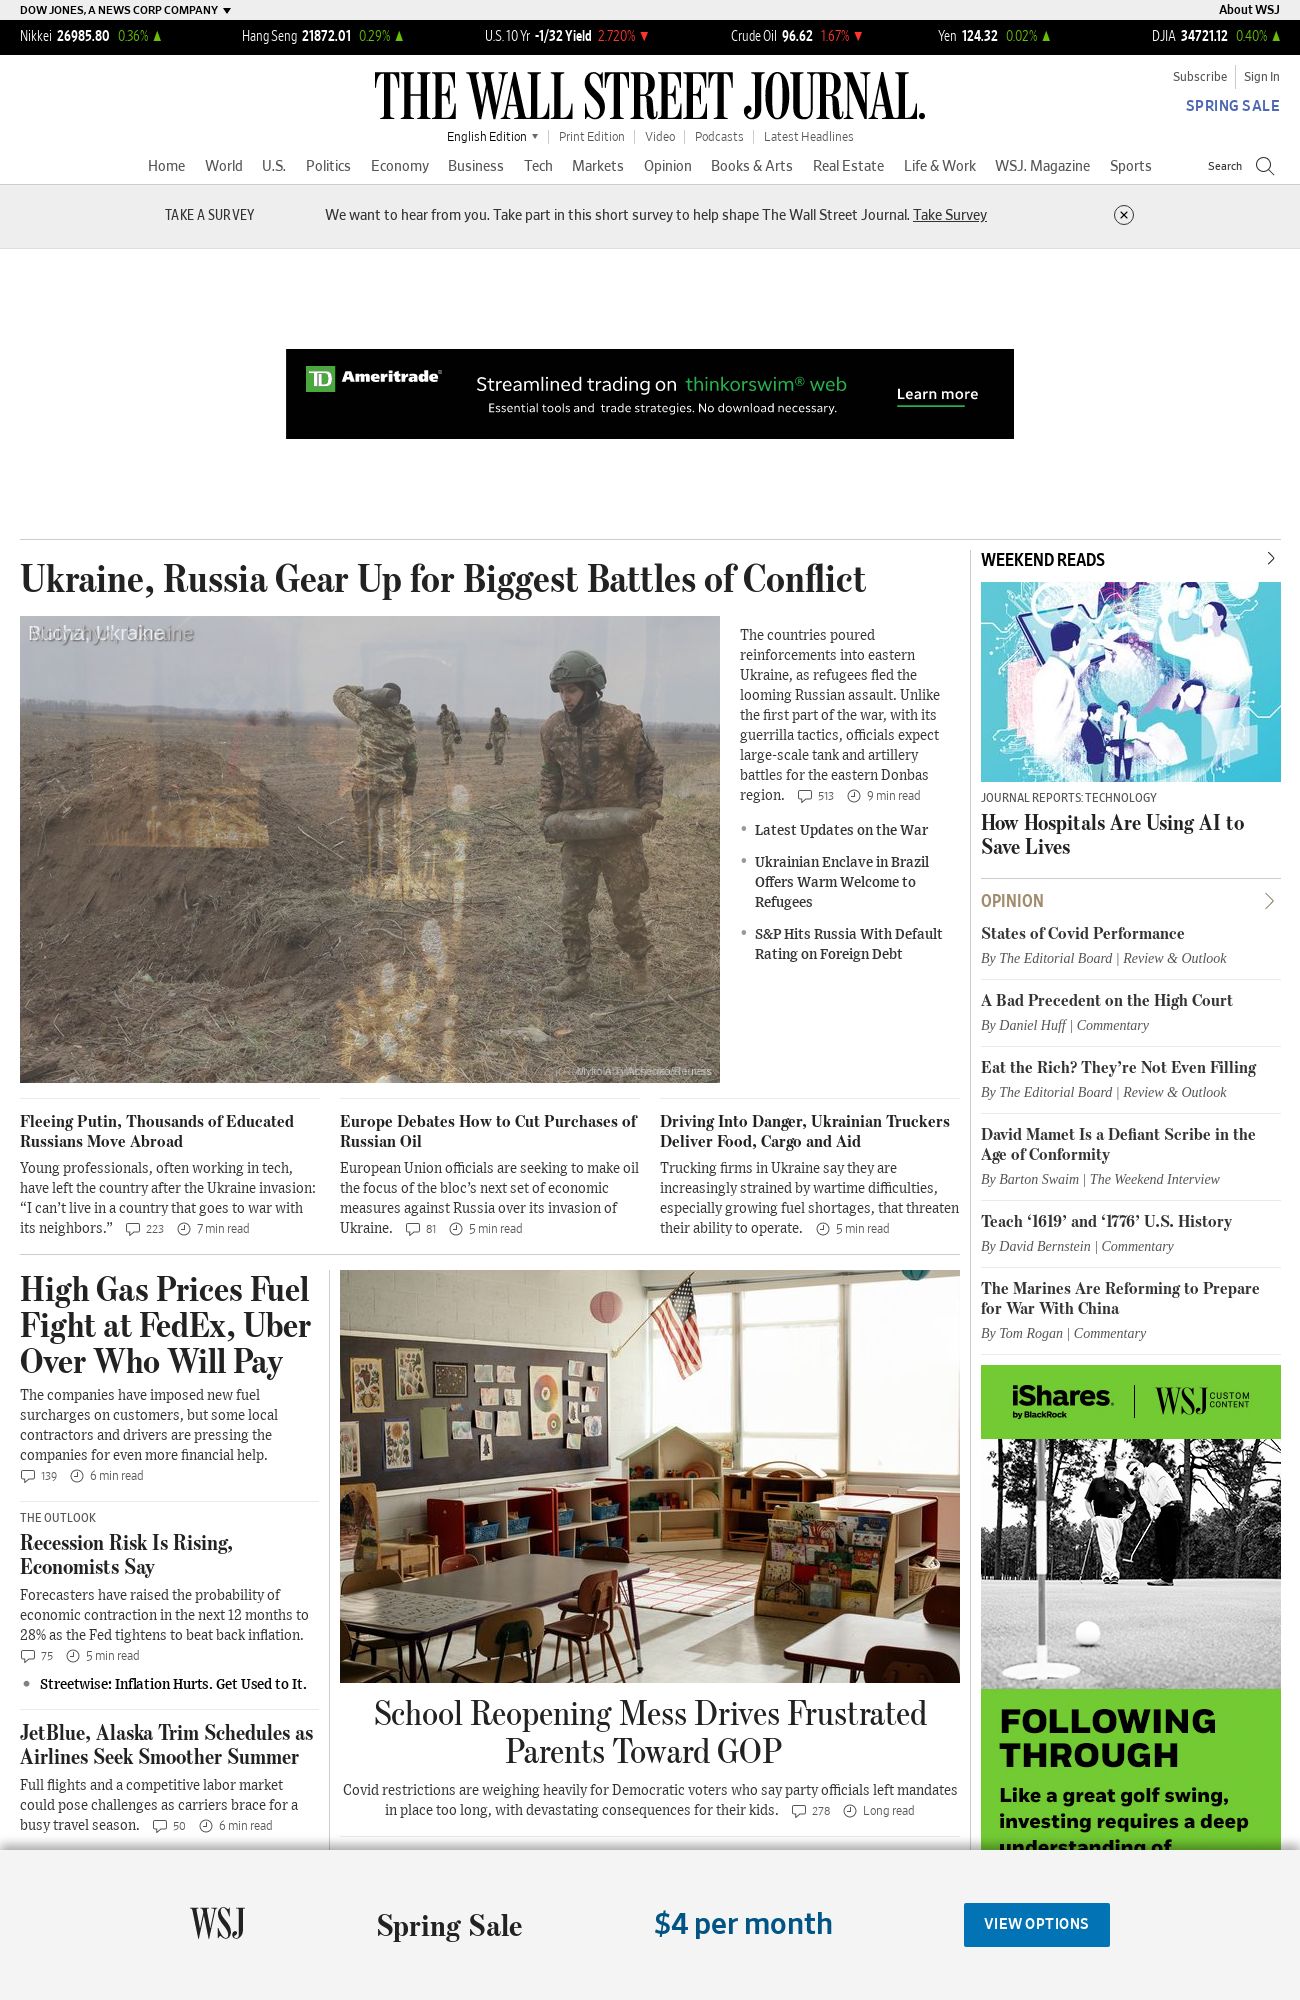 DOW JONES, A NEWS CORP COMPANY
About WSJ
Nikkei 26985.80 0.36%
Hang Seng 21872.01 0.29%
U.S. 10 Yr -1/32 Yield 2.720%
Crude Oil 96.62 1.67%
Yen 124.32 0.02%
DJIA 34721.12 0.40%
THE WALL STREET JOURNAL.
Subscribe
Sign In
SPRING SALE
English Edition
Print Edition
Video
Podcasts
Latest Headlines
Home World U.S. Politics Economy Business Tech Markets Opinion Books & Arts Real Estate Life & Work WSJ. Magazine Sports
Search
TAKE A SURVEY
We want to hear from you. Take part in this short survey to help shape The Wall Street Journal. Take Survey
TD Ameritrade
Streamlined trading on thinkorswim® web
Essential tools and trade strategies. No download necessary.
Learn more
Ukraine, Russia Gear Up for Biggest Battles of Conflict
Bucha, Ukraine
The countries poured
reinforcements into eastern
Ukraine, as refugees fled the
looming Russian assault. Unlike
the first part of the war, with its
guerrilla tactics, officials expect
large-scale tank and artillery
battles for the eastern Donbas
region. 513 9 min read
• Latest Updates on the War
• Ukrainian Enclave in Brazil
Offers Warm Welcome to
Refugees
• S&P Hits Russia With Default
Rating on Foreign Debt
Fleeing Putin, Thousands of Educated
Russians Move Abroad
Young professionals, often working in tech,
have left the country after the Ukraine invasion:
“I can’t live in a country that goes to war with
its neighbors.” 223 7 min read
Europe Debates How to Cut Purchases of
Russian Oil
European Union officials are seeking to make oil
the focus of the bloc’s next set of economic
measures against Russia over its invasion of
Ukraine. 81 5 min read
Driving Into Danger, Ukrainian Truckers
Deliver Food, Cargo and Aid
Trucking firms in Ukraine say they are
increasingly strained by wartime difficulties,
especially growing fuel shortages, that threaten
their ability to operate. 5 min read
High Gas Prices Fuel
Fight at FedEx, Uber
Over Who Will Pay
The companies have imposed new fuel
surcharges on customers, but some local
contractors and drivers are pressing the
companies for even more financial help.
139 6 min read
THE OUTLOOK
Recession Risk Is Rising,
Economists Say
Forecasters have raised the probability of
economic contraction in the next 12 months to
28% as the Fed tightens to beat back inflation.
75 5 min read
• Streetwise: Inflation Hurts. Get Used to It.
JetBlue, Alaska Trim Schedules as
Airlines Seek Smoother Summer
Full flights and a competitive labor market
could pose challenges as carriers brace for a
busy travel season. 50 6 min read
School Reopening Mess Drives Frustrated
Parents Toward GOP
Covid restrictions are weighing heavily for Democratic voters who say party officials left mandates
in place too long, with devastating consequences for their kids. 278 Long read
WEEKEND READS
JOURNAL REPORTS: TECHNOLOGY
How Hospitals Are Using AI to
Save Lives
OPINION
States of Covid Performance
By The Editorial Board | Review & Outlook
A Bad Precedent on the High Court
By Daniel Huff | Commentary
Eat the Rich? They’re Not Even Filling
By The Editorial Board | Review & Outlook
David Mamet Is a Defiant Scribe in the
Age of Conformity
By Barton Swaim | The Weekend Interview
Teach ‘1619’ and ‘1776’ U.S. History
By David Bernstein | Commentary
The Marines Are Reforming to Prepare
for War With China
By Tom Rogan | Commentary
iShares.
by BlackRock
WSJ CUSTOM
CONTENT
FOLLOWING
THROUGH
Like a great golf swing,
investing requires a deep
understanding of
WSJ
Spring Sale
$4 per month
VIEW OPTIONS